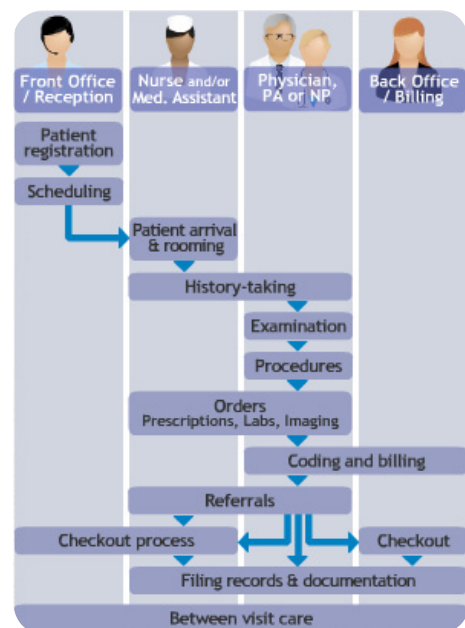 Front Office
/ Reception
Nurse and/or
Med. Assistant
Physician,
PA or NP
Back Office
/ Billing
Patient
registration
Scheduling
Patient arrival
& rooming
History-taking
Examination
Procedures
Orders
Prescriptions, Labs, Imaging
Coding and billing
Referrals
Checkout process
Checkout
Filing records & documentation
Between visit care